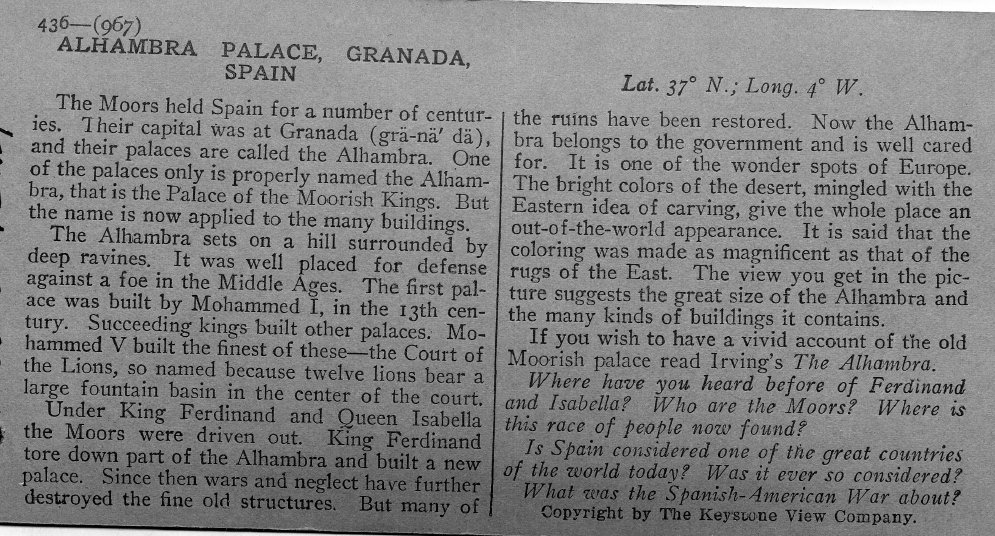 436—(967)
ALHAMBRA PALACE, GRANADA,
SPAIN
Lat. 37° N.; Long. 4° W.
The Moors held Spain for a number of centur-
ies. Their capital was at Granada (grä-nä′ dä),
and their palaces are called the Alhambra. One
of the palaces only is properly named the Alham-
bra, that is the Palace of the Moorish Kings. But
the name is now applied to the many buildings.
The Alhambra sets on a hill surrounded by
deep ravines. It was well placed for defense
against a foe in the Middle Ages. The first pal-
ace was built by Mohammed I, in the 13th cen-
tury. Succeeding kings built other palaces. Mo-
hammed V built the finest of these—the Court of
the Lions, so named because twelve lions bear a
large fountain basin in the center of the court.
Under King Ferdinand and Queen Isabella
the Moors were driven out. King Ferdinand
tore down part of the Alhambra and built a new
palace. Since then wars and neglect have further
destroyed the fine old structures. But many of
the ruins have been restored. Now the Alham-
bra belongs to the government and is well cared
for. It is one of the wonder spots of Europe.
The bright colors of the desert, mingled with the
Eastern idea of carving, give the whole place an
out-of-the-world appearance. It is said that the
coloring was made as magnificent as that of the
rugs of the East. The view you get in the pic-
ture suggests the great size of the Alhambra and
the many kinds of buildings it contains.
If you wish to have a vivid account of the old
Moorish palace read Irving's The Alhambra.
Where have you heard before of Ferdinand
and Isabella? Who are the Moors? Where is
this race of people now found?
Is Spain considered one of the great countries
of the world today? Was it ever so considered?
What was the Spanish-American War about?
Copyright by The Keystone View Company.